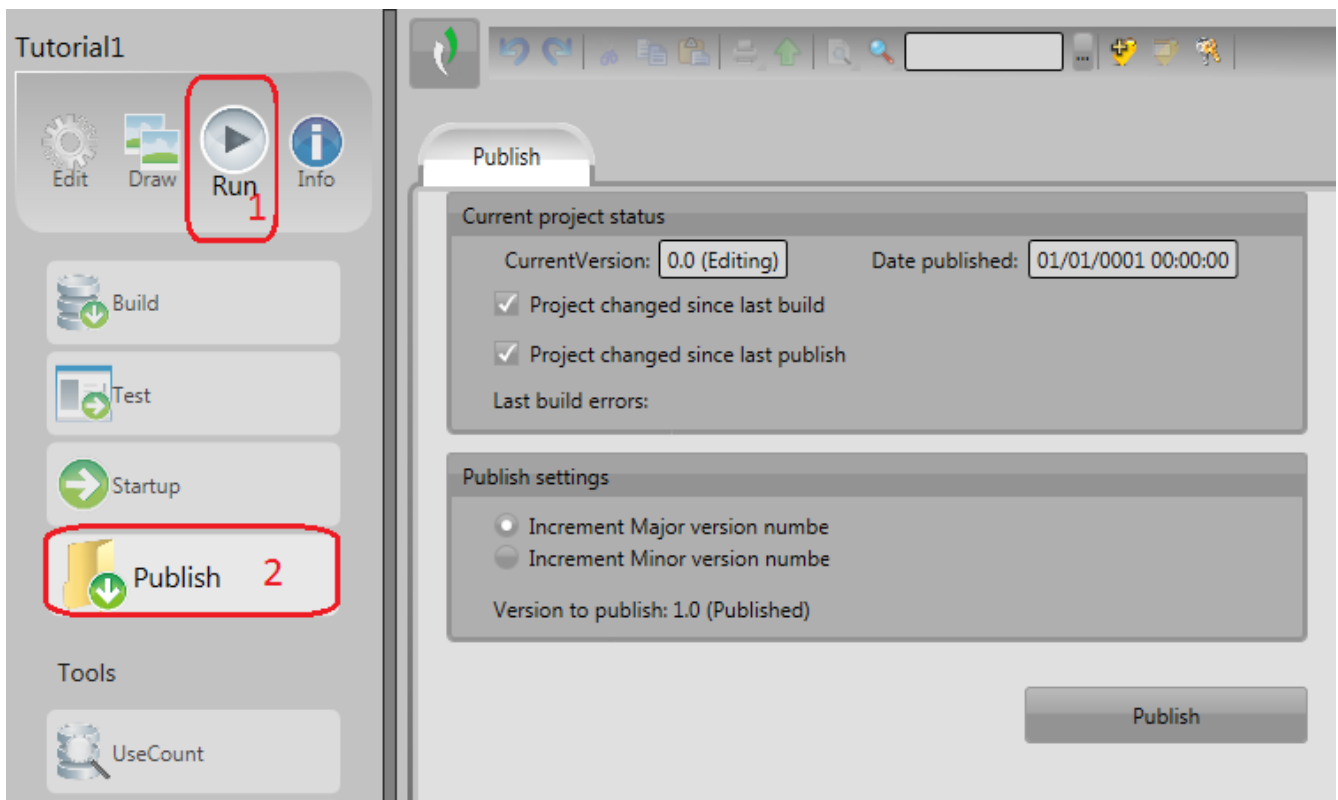 Tutorial1
Edit
Draw
Run
Info
1
Build
Test
Startup
Publish 2
Tools
UseCount
...
Publish
Current project status
CurrentVersion: 0.0 (Editing) Date published: 01/01/0001 00:00:00
Project changed since last build
Project changed since last publish
Last build errors:
Publish settings
Increment Major version numbe
Increment Minor version numbe
Version to publish: 1.0 (Published)
Publish